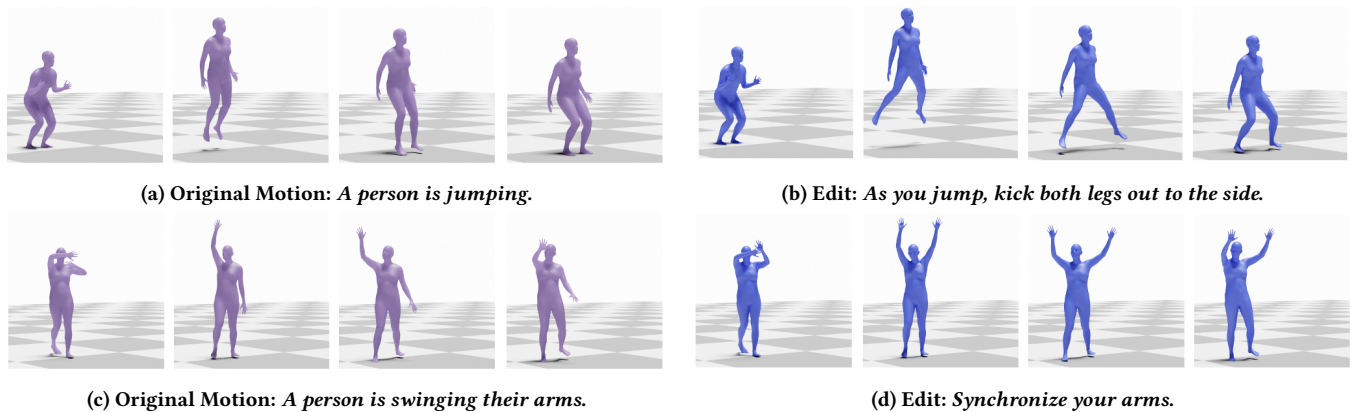 (a) Original Motion: A person is jumping.
(b) Edit: As you jump, kick both legs out to the side.
(c) Original Motion: A person is swinging their arms.
(d) Edit: Synchronize your arms.